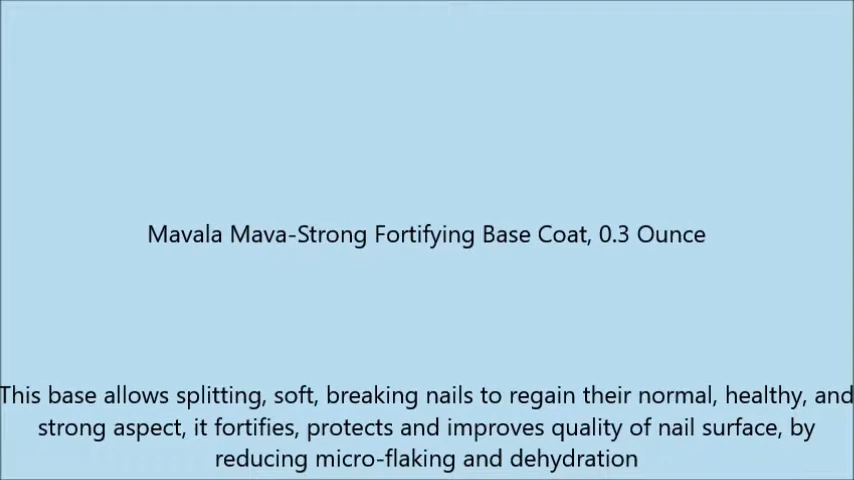 Mavala Mava-Strong Fortifying Base Coat, 0.3 Ounce
This base allows splitting, soft, breaking nails to regain their normal, healthy, and
strong aspect, it fortifies, protects and improves quality of nail surface, by
reducing micro-flaking and dehydration